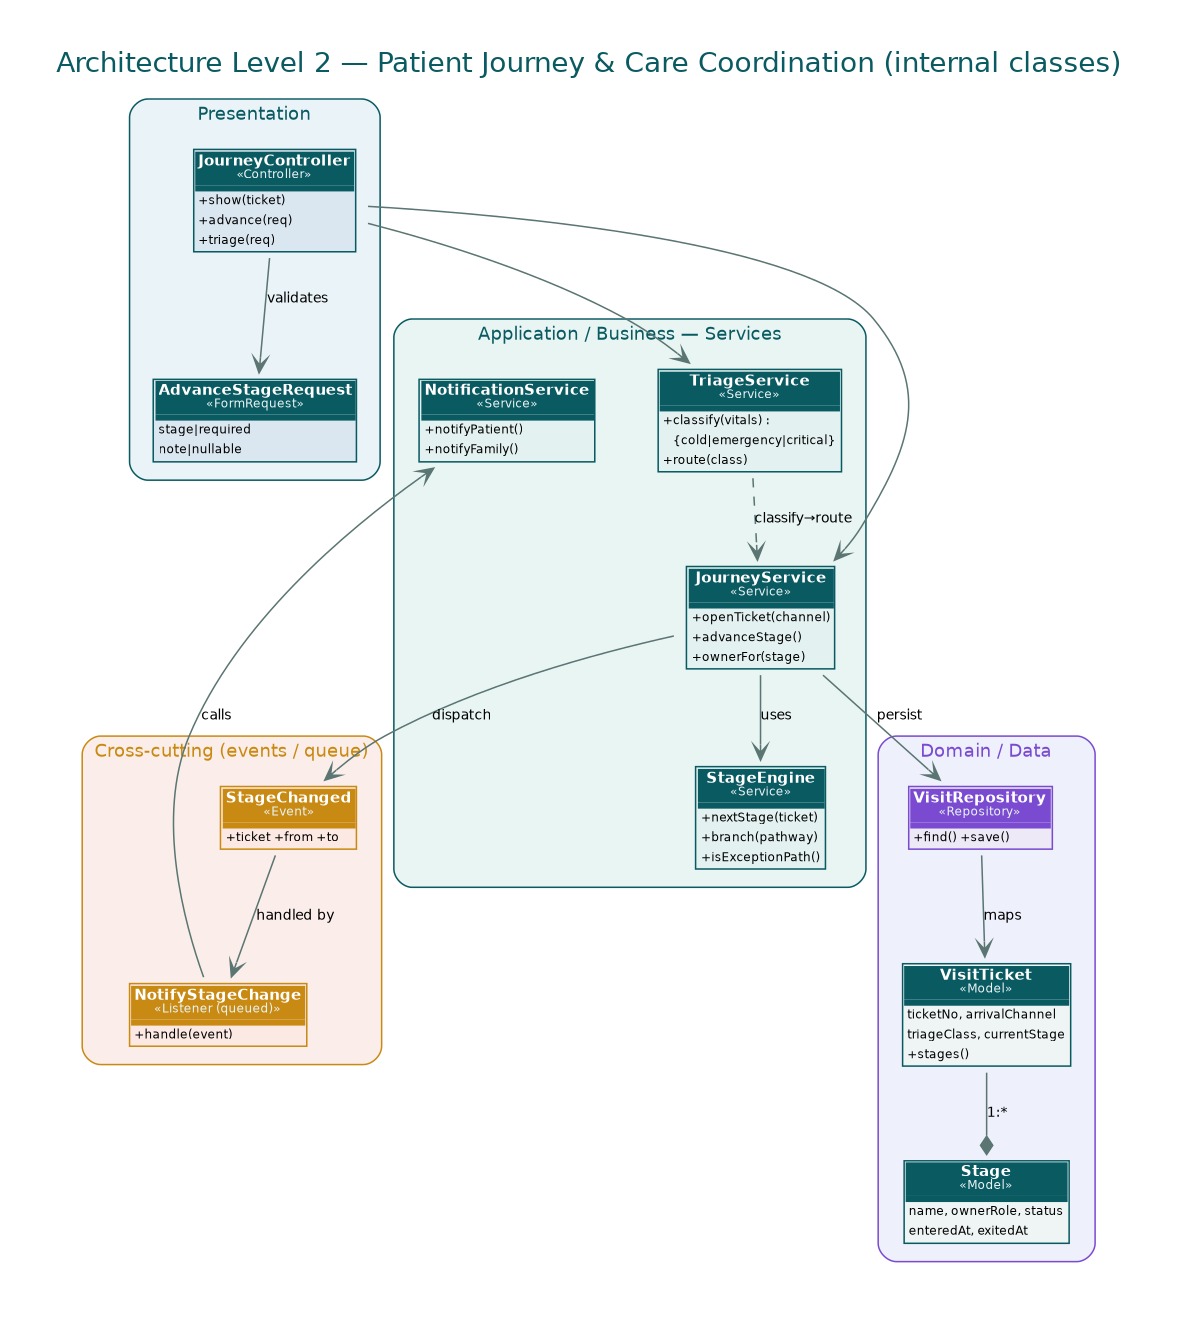 Architecture Level 2 — Patient Journey & Care Coordination (internal classes)
Presentation
JourneyController
«Controller»
+show(ticket)
+advance(req)
+triage(req)
validates
AdvanceStageRequest
«FormRequest»
stage|required
note|nullable
Application / Business — Services
NotificationService
«Service»
+notifyPatient()
+notifyFamily()
TriageService
«Service»
+classify(vitals) :
{cold|emergency|critical}
+route(class)
classify→route
JourneyService
«Service»
+openTicket(channel)
+advanceStage()
+ownerFor(stage)
calls
dispatch
uses
persist
Cross-cutting (events / queue)
StageChanged
«Event»
+ticket +from +to
handled by
NotifyStageChange
«Listener (queued)»
+handle(event)
StageEngine
«Service»
+nextStage(ticket)
+branch(pathway)
+isExceptionPath()
Domain / Data
VisitRepository
«Repository»
+find() +save()
maps
VisitTicket
«Model»
ticketNo, arrivalChannel
triageClass, currentStage
+stages()
1:*
Stage
«Model»
name, ownerRole, status
enteredAt, exitedAt